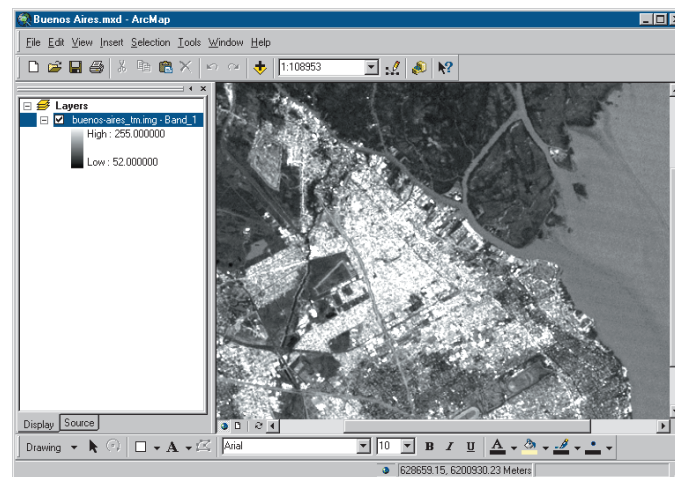 Buenos Aires.mxd - ArcMap
File Edit View Insert Selection Tools Window Help
1:108953
Layers
buenos-aires_tm.img - Band_1
High : 255.000000
Low : 52.000000
Display Source
Drawing A Arial 10 B I U A
628659.15, 6200930.23 Meters